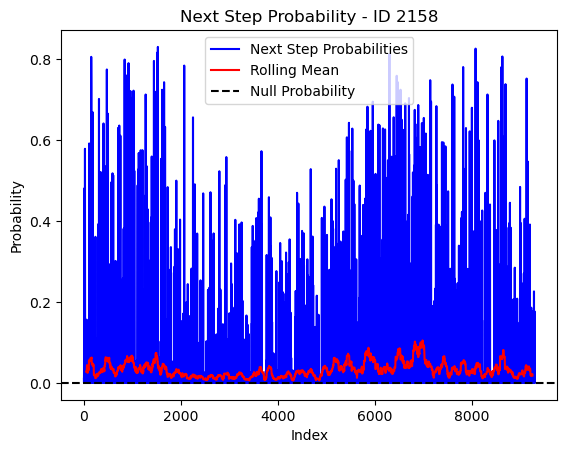 Next Step Probability - ID 2158
Next Step Probabilities
Rolling Mean
Null Probability
Probability
0.8
0.6
0.4
0.2
0.0
0
2000
4000
6000
8000
Index